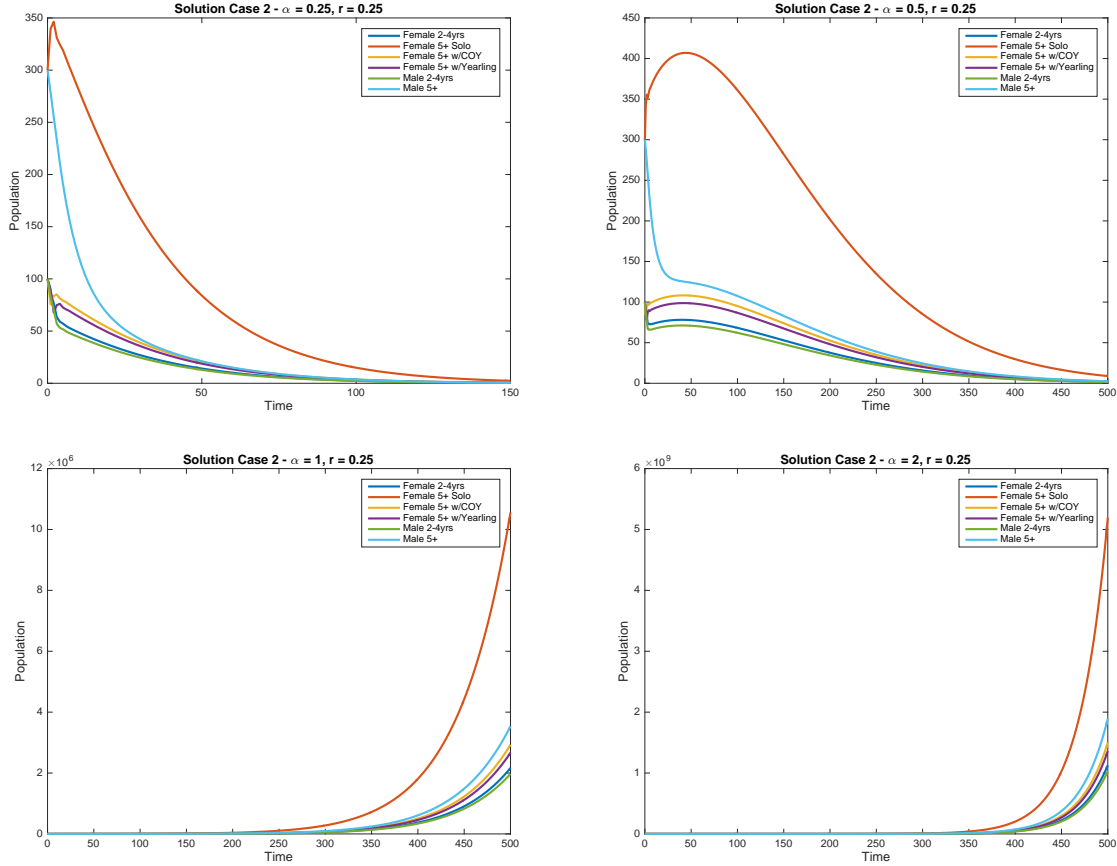 Solution Case 2 - α = 0.25, r = 0.25
350
300
250
200
150
100
50
0
Population
Female 2-4yrs
Female 5+ Solo
Female 5+ w/COY
Female 5+ w/Yearling
Male 2-4yrs
Male 5+
0 50 100 150
Time
Solution Case 2 - α = 0.5, r = 0.25
450
400
350
300
250
200
150
100
50
0
Population
Female 2-4yrs
Female 5+ Solo
Female 5+ w/COY
Female 5+ w/Yearling
Male 2-4yrs
Male 5+
0 50 100 150 200 250 300 350 400 450 500
Time
Solution Case 2 - α = 1, r = 0.25
×10⁶
12
10
8
6
4
2
0
Population
Female 2-4yrs
Female 5+ Solo
Female 5+ w/COY
Female 5+ w/Yearling
Male 2-4yrs
Male 5+
0 50 100 150 200 250 300 350 400 450 500
Time
Solution Case 2 - α = 2, r = 0.25
×10⁹
6
5
4
3
2
1
0
Population
Female 2-4yrs
Female 5+ Solo
Female 5+ w/COY
Female 5+ w/Yearling
Male 2-4yrs
Male 5+
0 50 100 150 200 250 300 350 400 450 500
Time